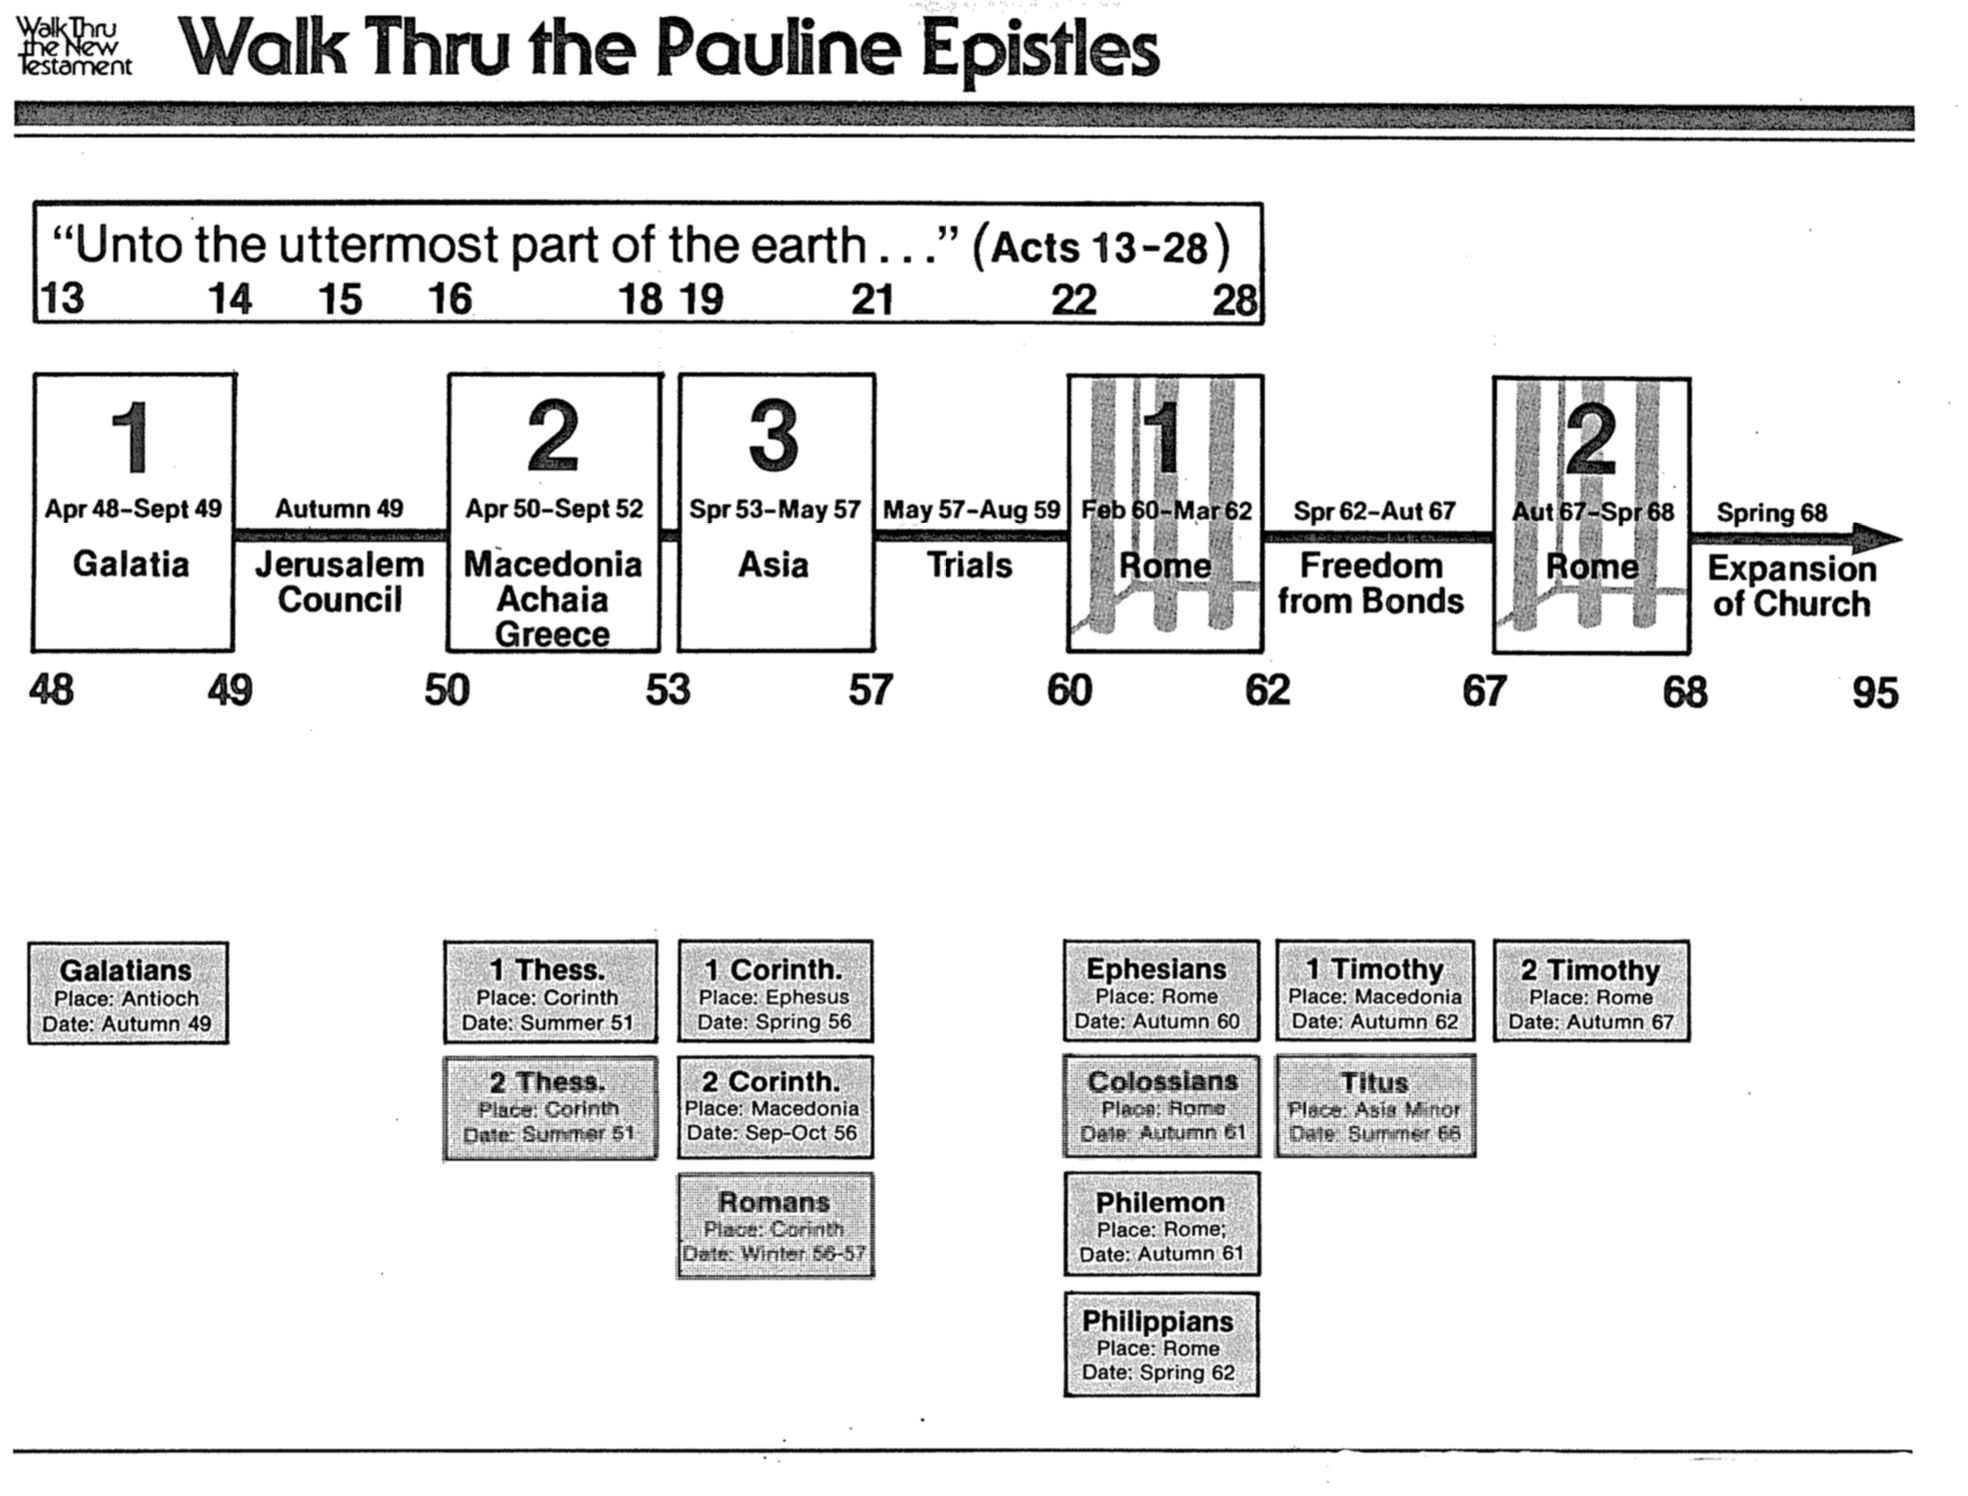 Walk Thru
the New
Testament
Walk Thru the Pauline Epistles
“Unto the uttermost part of the earth...” (Acts 13-28)
13 14 15 16 18 19 21 22 28
1
Apr 48-Sept 49
Galatia
Autumn 49
Jerusalem
Council
2
Apr 50-Sept 52
Macedonia
Achaia
Greece
3
Spr 53-May 57
Asia
May 57-Aug 59
Trials
1
Feb 60-Mar 62
Rome
Spr 62-Aut 67
Freedom
from Bonds
2
Aut 67-Spr 68
Rome
Spring 68
Expansion
of Church
48 49 50 53 57 60 62 67 68 95
Galatians
Place: Antioch
Date: Autumn 49
1 Thess.
Place: Corinth
Date: Summer 51
2 Thess.
Place: Corinth
Date: Summer 51
1 Corinth.
Place: Ephesus
Date: Spring 56
2 Corinth.
Place: Macedonia
Date: Sep-Oct 56
Romans
Place: Corinth
Date: Winter 56-57
Ephesians
Place: Rome
Date: Autumn 60
Colossians
Place: Rome
Date: Autumn 61
Philemon
Place: Rome;
Date: Autumn 61
Philippians
Place: Rome
Date: Spring 62
1 Timothy
Place: Macedonia
Date: Autumn 62
Titus
Place: Asia Minor
Date: Summer 66
2 Timothy
Place: Rome
Date: Autumn 67